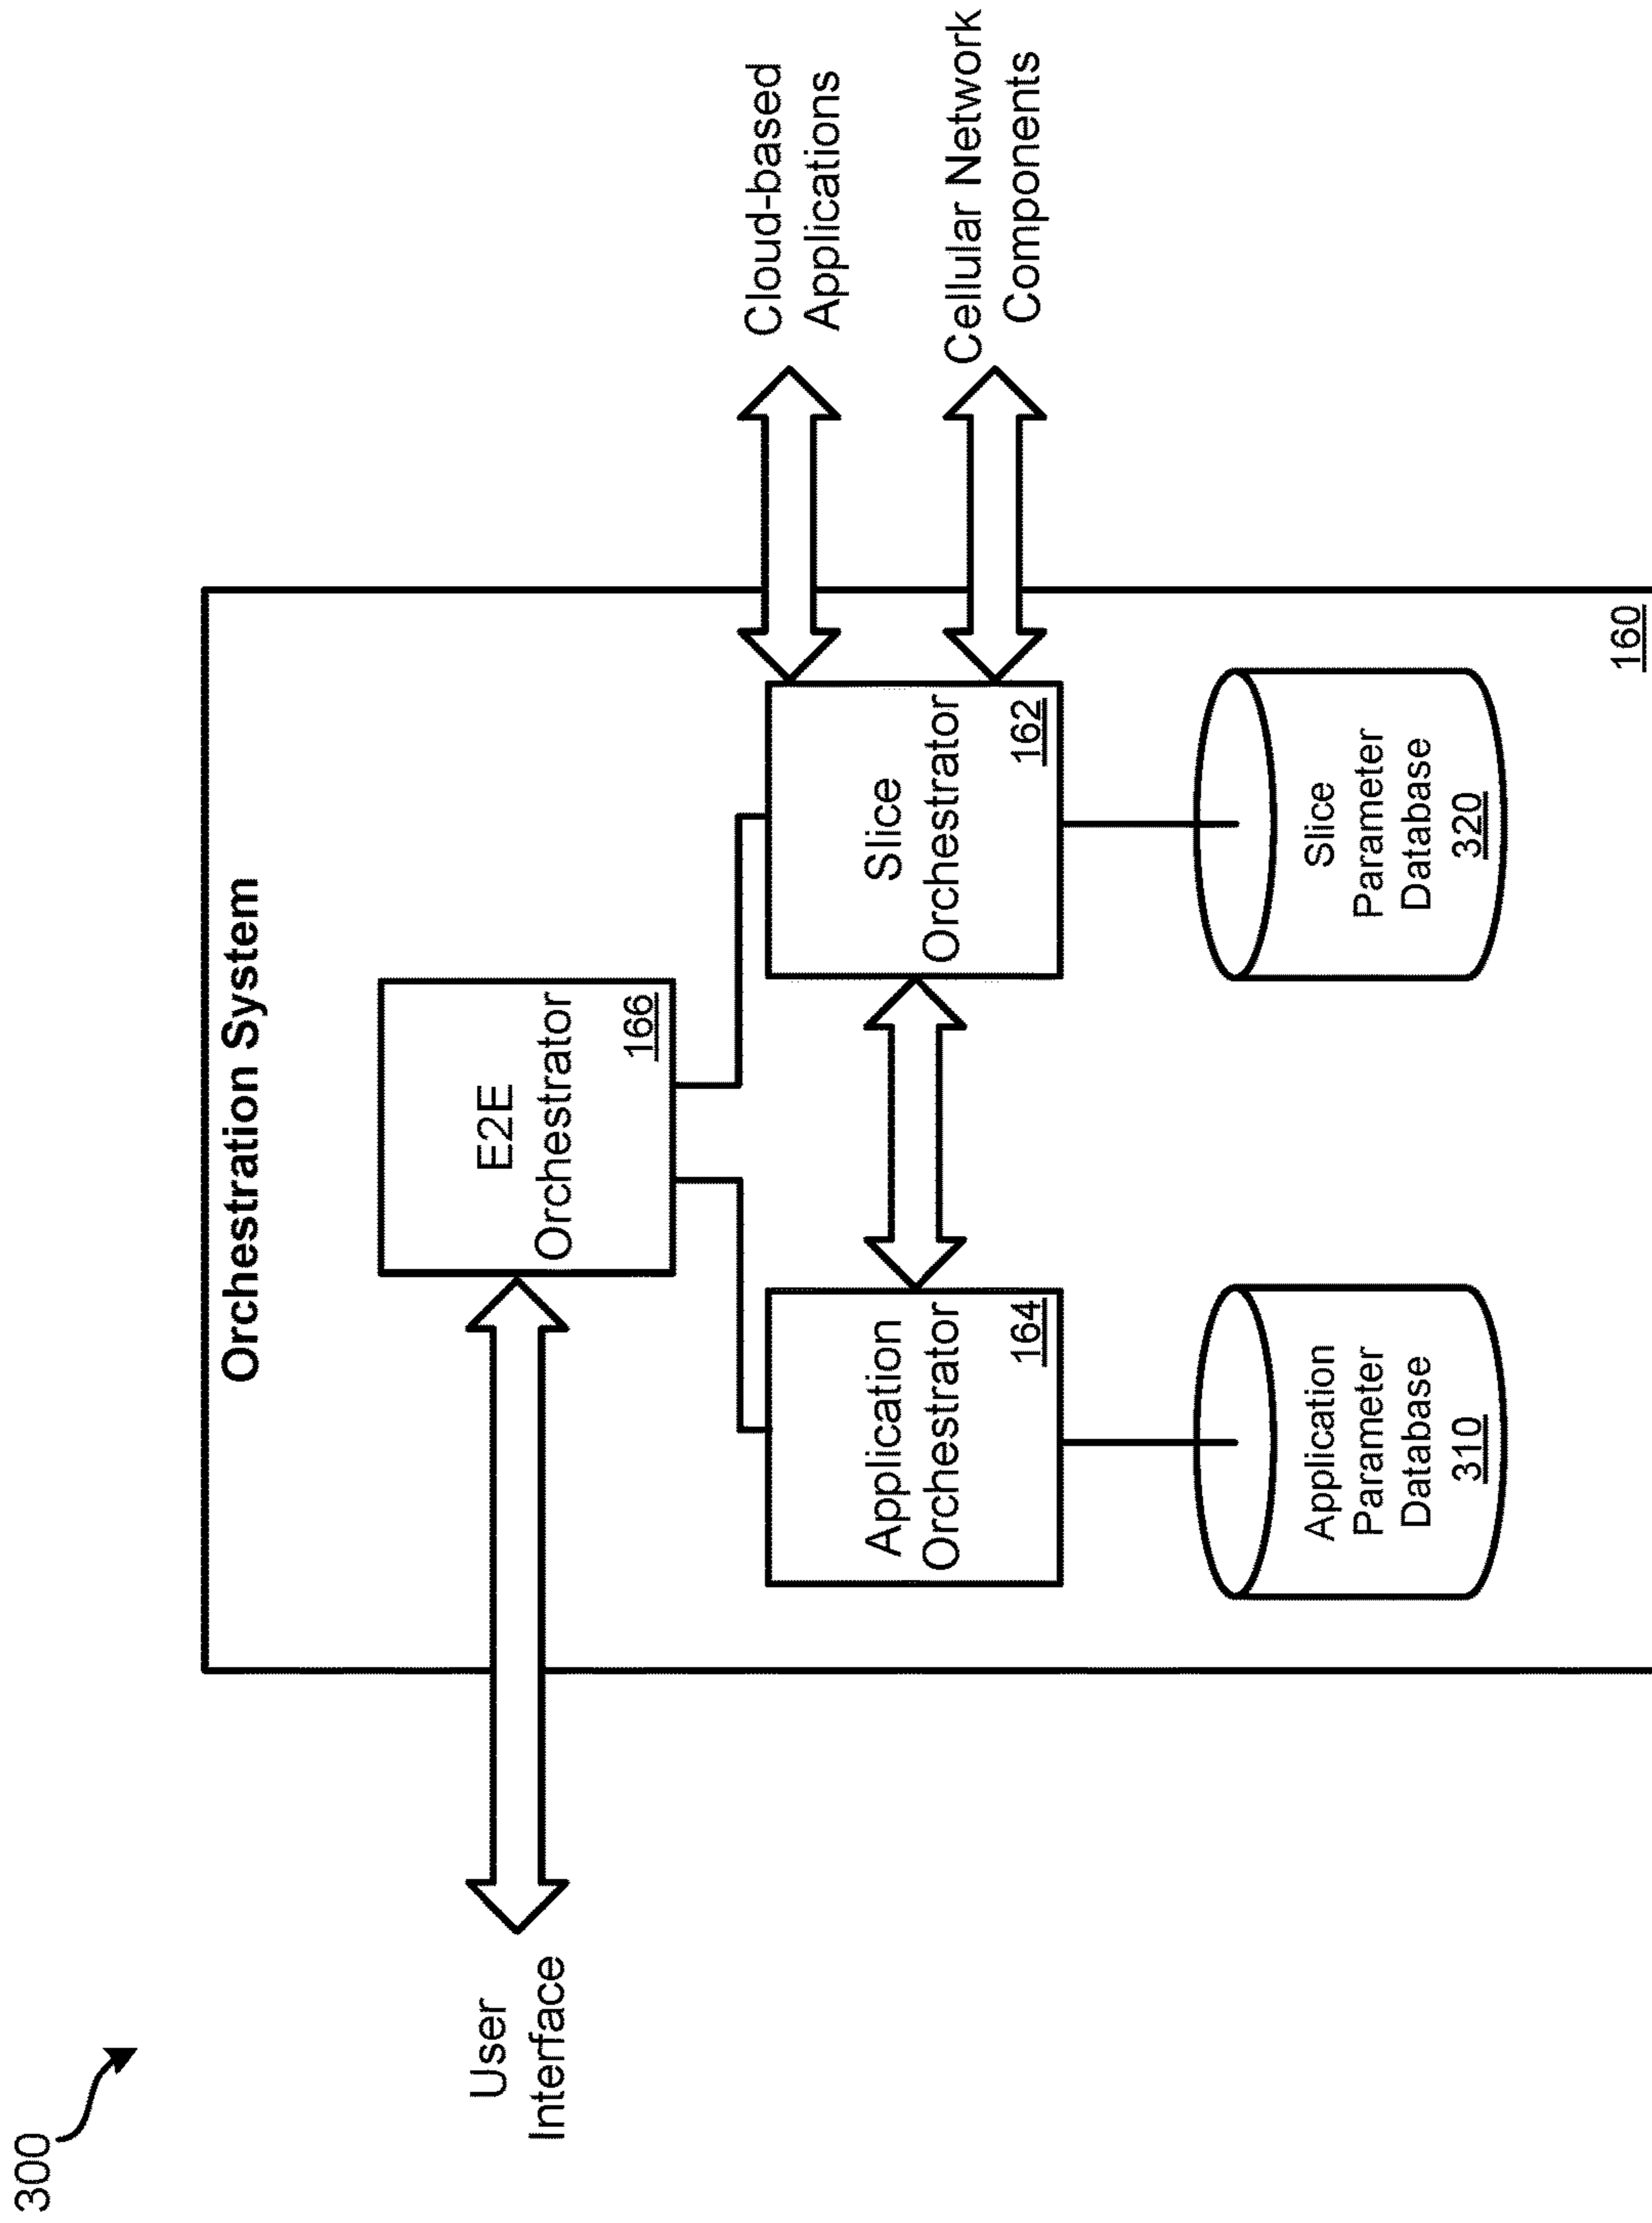 300
Orchestration System
User
Interface
E2E
Orchestrator
166
Application
Orchestrator
164
Slice
Orchestrator
162
Cloud-based
Applications
Cellular Network
Components
Application
Parameter
Database
310
Slice
Parameter
Database
320
160